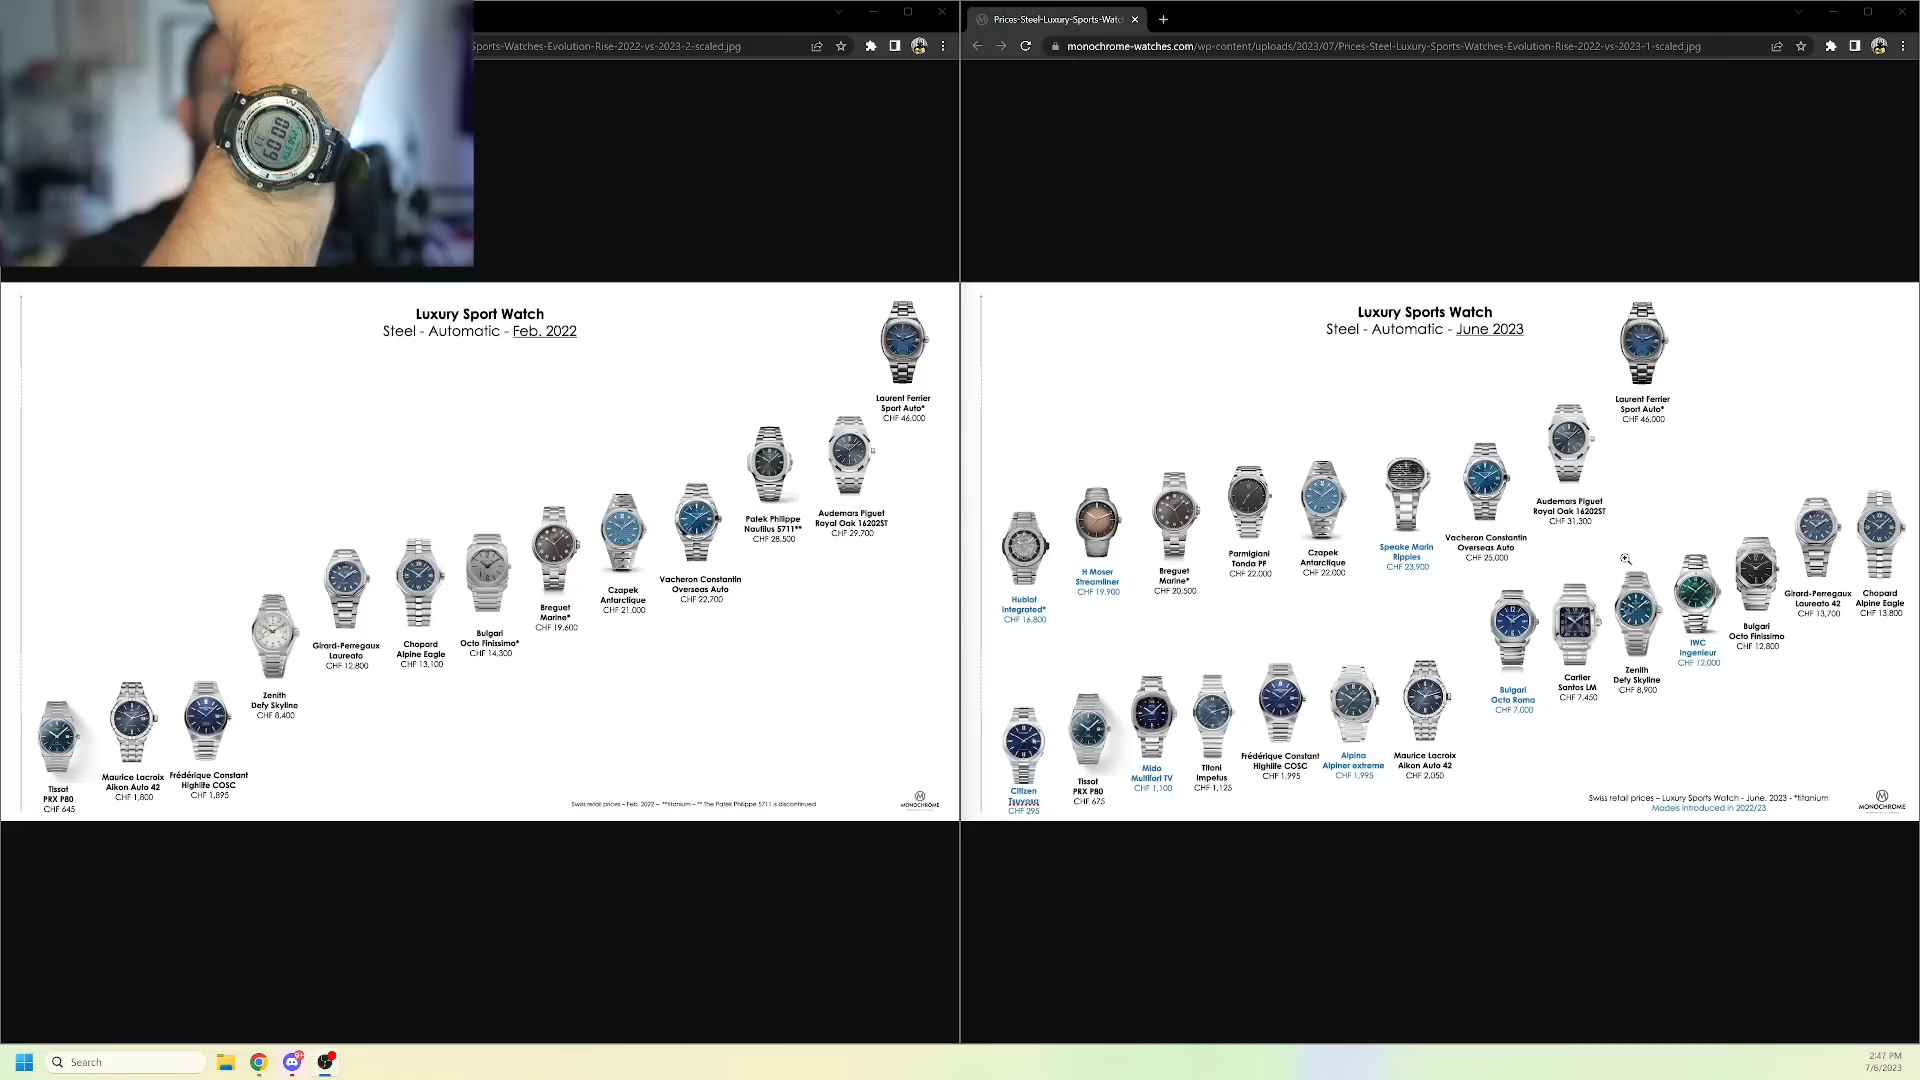 Sports-Watches-Evolution-Rise-2022-vs-2023-2-scaled.jpg
Prices-Steel-Luxury-Sports-Watc
monochrome-watches.com/wp-content/uploads/2023/07/Prices-Steel-Luxury-Sports-Watches-Evolution-Rise-2022-vs-2023-1-scaled.jpg
Luxury Sport Watch
Steel - Automatic - Feb. 2022
Laurent Ferrier
Sport Auto*
CHF 46,000
Patek Philippe
Nautilus 5711**
CHF 28,500
Audemars Piguet
Royal Oak 16202ST
CHF 29,700
Vacheron Constantin
Overseas Auto
CHF 22,700
Czapek
Antarctique
CHF 21,000
Breguet
Marine*
CHF 19,600
Bulgari
Octo Finissimo*
CHF 14,300
Chopard
Alpine Eagle
CHF 13,100
Girard-Perregaux
Laureato
CHF 12,800
Zenith
Defy Skyline
CHF 8,400
Frédérique Constant
Highlife COSC
CHF 1,895
Maurice Lacroix
Aikon Auto 42
CHF 1,800
Tissot
PRX P80
CHF 645
Swiss retail prices – Feb. 2022 – **titanium – ** The Patek Philippe 5711 is discontinued
MONOCHROME
Luxury Sports Watch
Steel - Automatic - June 2023
Laurent Ferrier
Sport Auto*
CHF 46,000
Audemars Piguet
Royal Oak 16202ST
CHF 31,300
Vacheron Constantin
Overseas Auto
CHF 25,000
Speake Marin
Ripples
CHF 23,900
Czapek
Antarctique
CHF 22,000
Parmigiani
Tonda PF
CHF 22,000
Breguet
Marine*
CHF 20,500
H Moser
Streamliner
CHF 19,900
Hublot
Integrated*
CHF 16,800
Chopard
Alpine Eagle
CHF 13,800
Girard-Perregaux
Laureato 42
CHF 13,700
Bulgari
Octo Finissimo
CHF 12,800
IWC
Ingenieur
CHF 12,000
Zenith
Defy Skyline
CHF 8,900
Cartier
Santos LM
CHF 7,450
Bulgari
Octo Roma
CHF 7,000
Maurice Lacroix
Aikon Auto 42
CHF 2,050
Alpina
Alpiner extreme
CHF 1,995
Frédérique Constant
Highlife COSC
CHF 1,995
Titoni
Impetus
CHF 1,125
Mido
Multifort TV
CHF 1,100
Tissot
PRX P80
CHF 675
Citizen
Tsuyosa
CHF 295
Swiss retail prices – Luxury Sports Watch - June. 2023 - *titanium
Models introduced in 2022/23
MONOCHROME
Search
9+
2:47 PM
7/6/2023